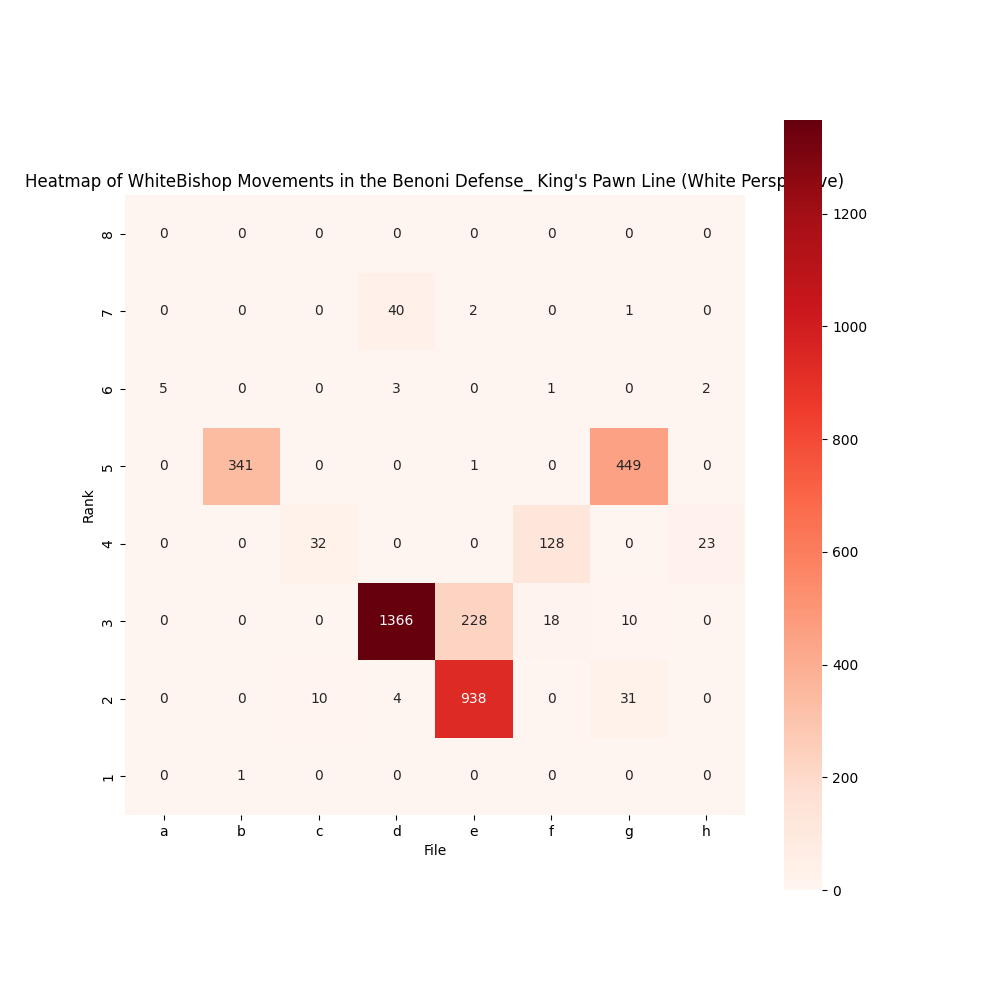 Heatmap of WhiteBishop Movements in the Benoni Defense_ King's Pawn Line (White Perspective)
8 0 0 0 0 0 0 0 0
7 0 0 0 40 2 0 1 0
6 5 0 0 3 0 1 0 2
5 0 341 0 0 1 0 449 0
4 0 0 32 0 0 128 0 23
3 0 0 0 1366 228 18 10 0
2 0 0 10 4 938 0 31 0
1 0 1 0 0 0 0 0 0
a b c d e f g h
Rank
File
1200
1000
800
600
400
200
0